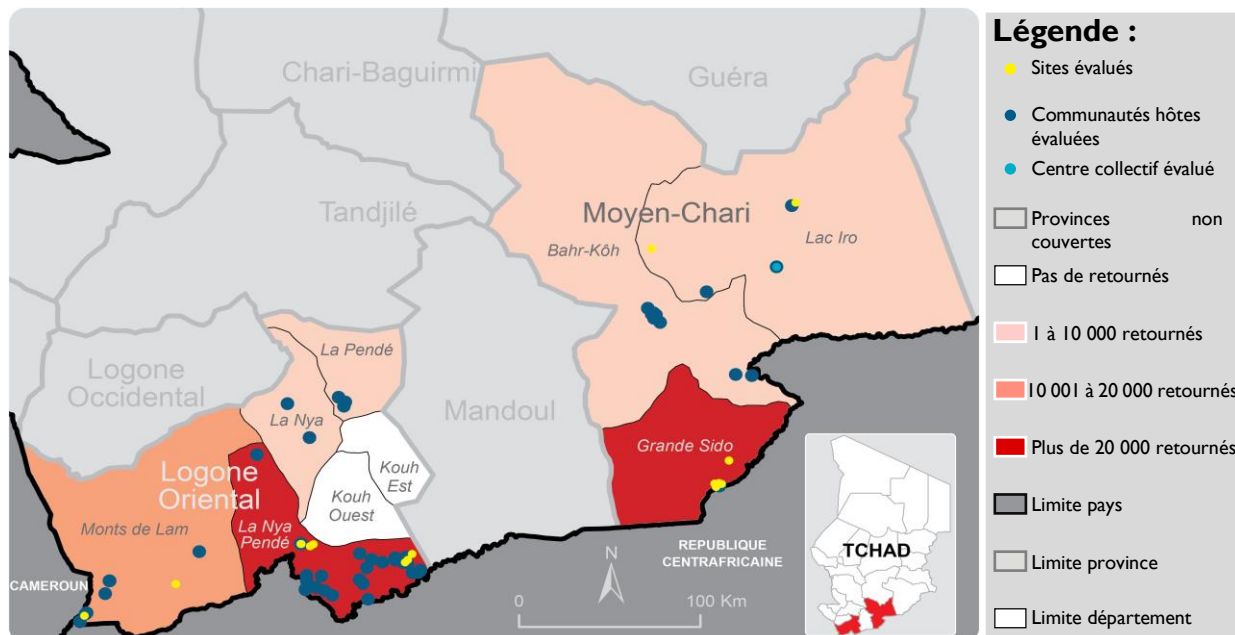 Chari-Baguirmi
Guéra
Tandjilé
Moyen-Chari
Bahr-Kôh
Lac Iro
La Pendé
Logone
Occidental
La Nya
Mandoul
Grande Sido
Kouh
Est
Kouh
Ouest
Logone
Oriental
La Nya
Pendé
Monts de Lam
CAMEROUN
REPUBLIQUE
CENTRAFRICAINE
N
0
100 Km
TCHAD
Légende :
Sites évalués
Communautés hôtes
évaluées
Centre collectif évalué
Provinces non
couvertes
Pas de retournés
1 à 10 000 retournés
10 001 à 20 000 retournés
Plus de 20 000 retournés
Limite pays
Limite province
Limite département